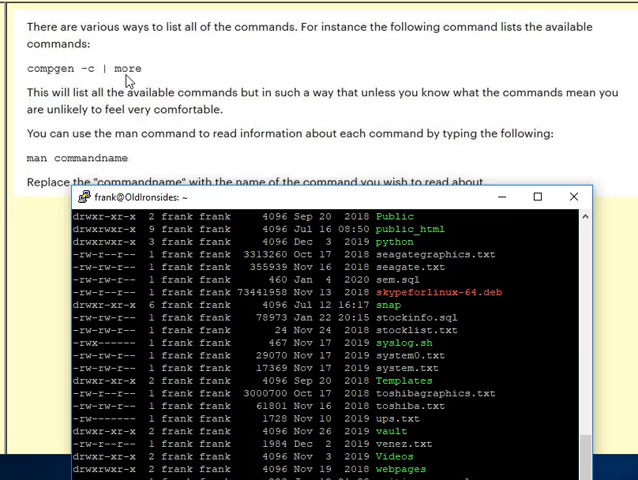 There are various ways to list all of the commands. For instance the following command lists the available
commands:
compgen -c | more
This will list all the available commands but in such a way that unless you know what the commands mean you
are unlikely to feel very comfortable.
You can use the man command to read information about each command by typing the following:
man commandname
Replace the "commandname" with the name of the command you wish to read about
frank@OldIronsides: ~
drwxr-xr-x 2 frank frank 4096 Sep 20 2018 Public
drwxr-xr-x 9 frank frank 4096 Jul 16 08:50 public_html
drwxr-xr-x 3 frank frank 4096 Dec 3 2019 python
-rw-r--r-- 1 frank frank 3313260 Oct 17 2018 seagategraphics.txt
-rw-rw-r-- 1 frank frank 355939 Nov 16 2018 seagate.txt
-rw-rw-r-- 1 frank frank 460 Jan 4 2020 sem.sql
-rw-rw-r-- 1 frank frank 73441958 Nov 13 2018 skypeforlinux-64.deb
drwxr-xr-x 6 frank frank 4096 Jul 12 16:17 snap
-rw-rw-r-- 1 frank frank 78973 Jan 22 20:15 stockinfo.sql
-rw-rw-r-- 1 frank frank 24 Nov 24 2018 stocklist.txt
-rwx------ 1 frank frank 467 Nov 17 2019 syslog.sh
-rw-rw-r-- 1 frank frank 29070 Nov 17 2019 system0.txt
-rw-rw-r-- 1 frank frank 17369 Nov 17 2019 system.txt
drwxr-xr-x 2 frank frank 4096 Sep 20 2018 Templates
-rw-rw-r-- 1 frank frank 3000700 Oct 17 2018 toshibagraphics.txt
-rw-rw-r-- 1 frank frank 61801 Nov 16 2018 toshiba.txt
-rw------- 1 frank frank 1728 Nov 10 2019 ups.txt
drwxr-xr-x 2 frank frank 4096 Nov 26 2019 vault
-rw-rw-r-- 1 frank frank 1984 Dec 2 2019 venez.txt
drwxr-xr-x 2 frank frank 4096 Nov 3 2019 Videos
drwxrwxr-x 2 frank frank 4096 Nov 19 2018 webpages